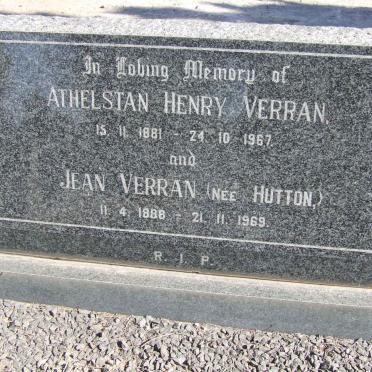 In Loving Memory of
ATHELSTAN HENRY VERRAN,
15. 11. 1881 - 24. 10. 1967.
and
JEAN VERRAN (NEÉ HUTTON,)
11. 4. 1888 - 21. 11. 1969.
R. I. P.